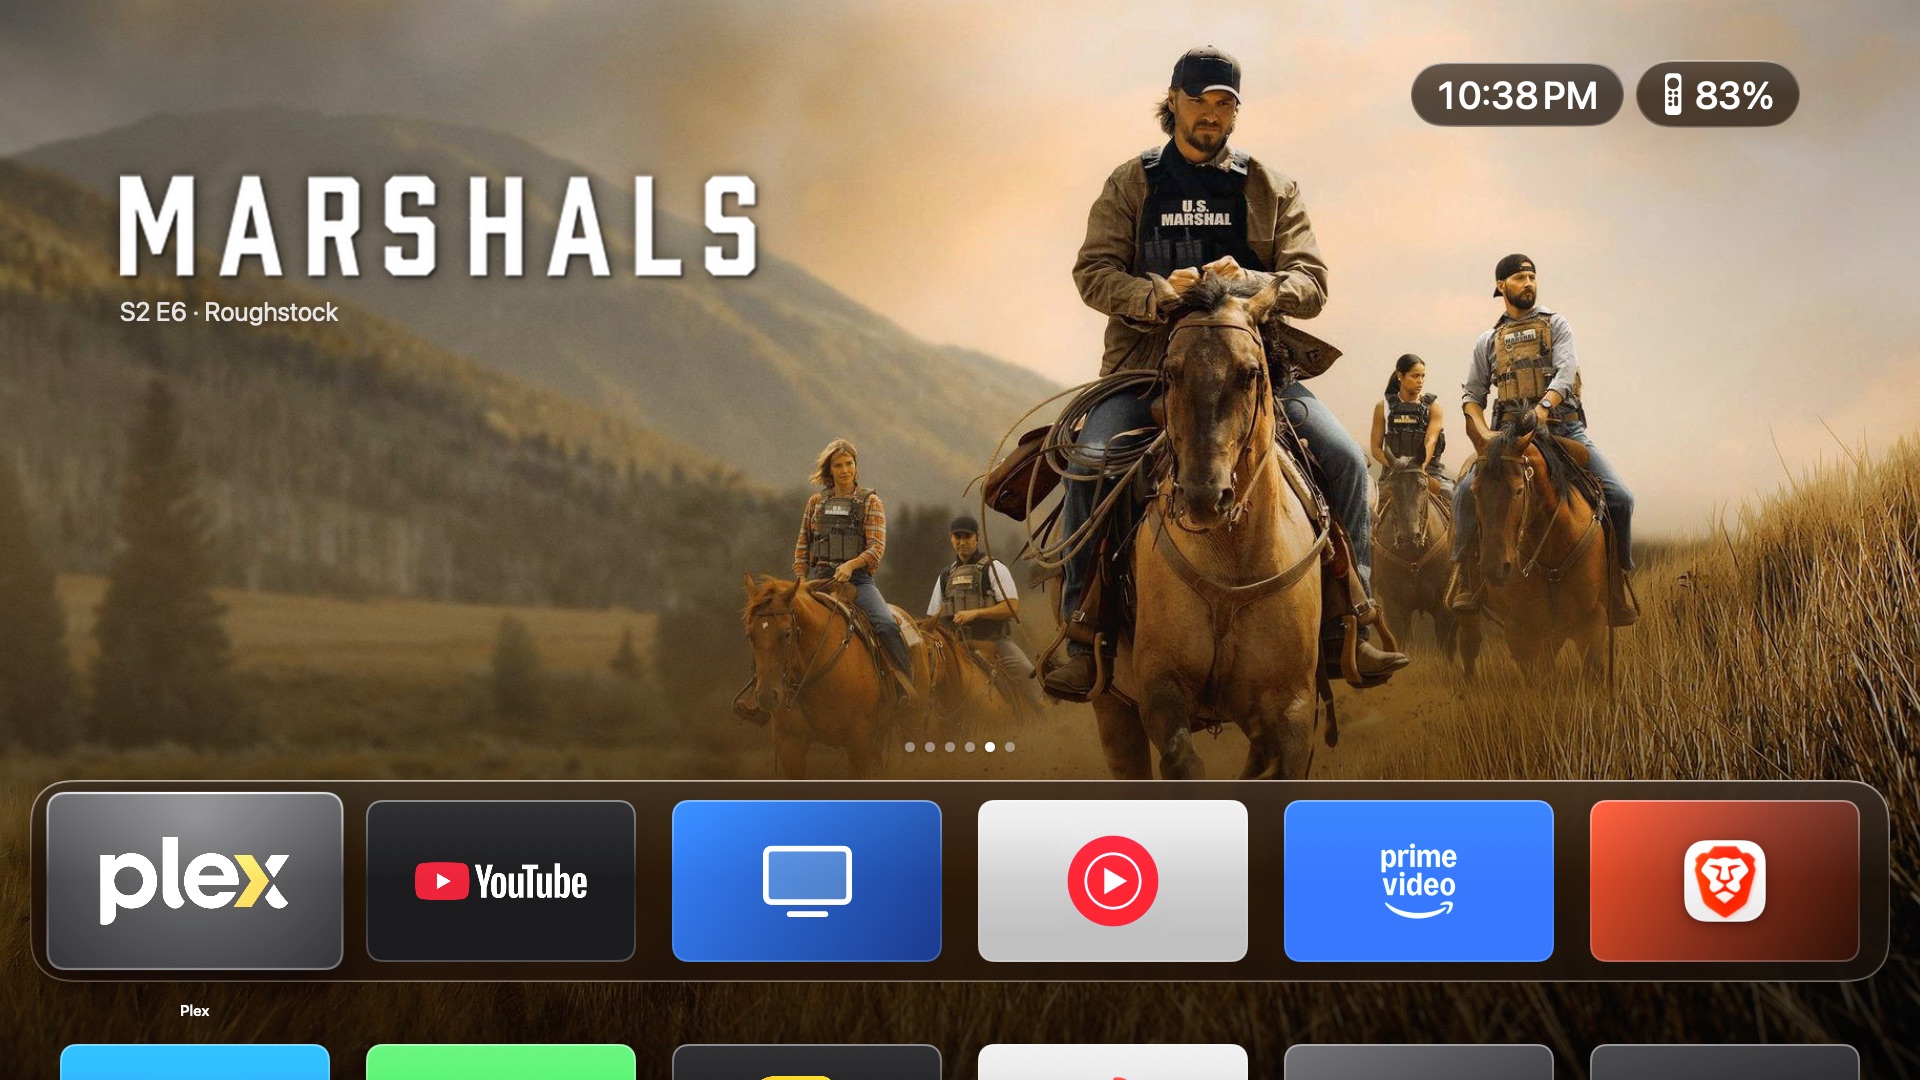 10:38 PM
83%
MARSHALS
S2 E6 · Roughstock
U.S.
MARSHAL
plex
YouTube
prime
video
Plex